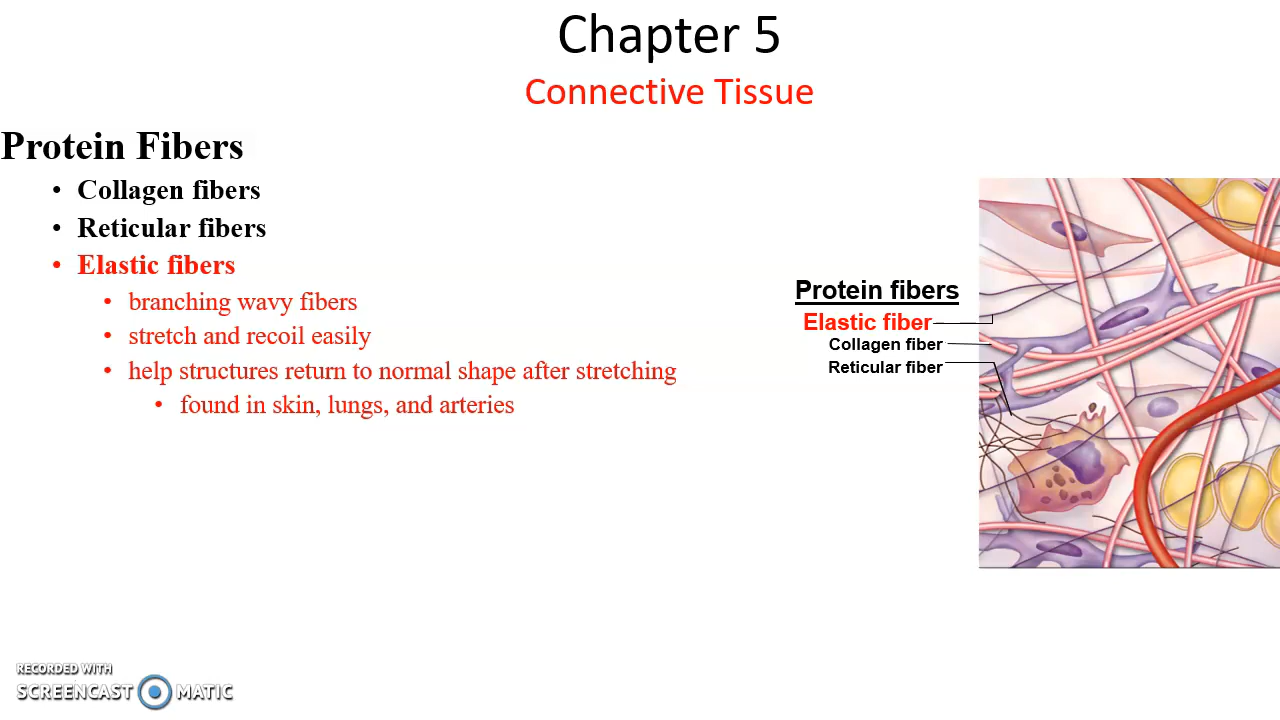 Chapter 5
Connective Tissue
Protein Fibers
• Collagen fibers
• Reticular fibers
• Elastic fibers
• branching wavy fibers
• stretch and recoil easily
• help structures return to normal shape after stretching
• found in skin, lungs, and arteries
Protein fibers
Elastic fiber
Collagen fiber
Reticular fiber
RECORDED WITH
SCREENCAST MATIC